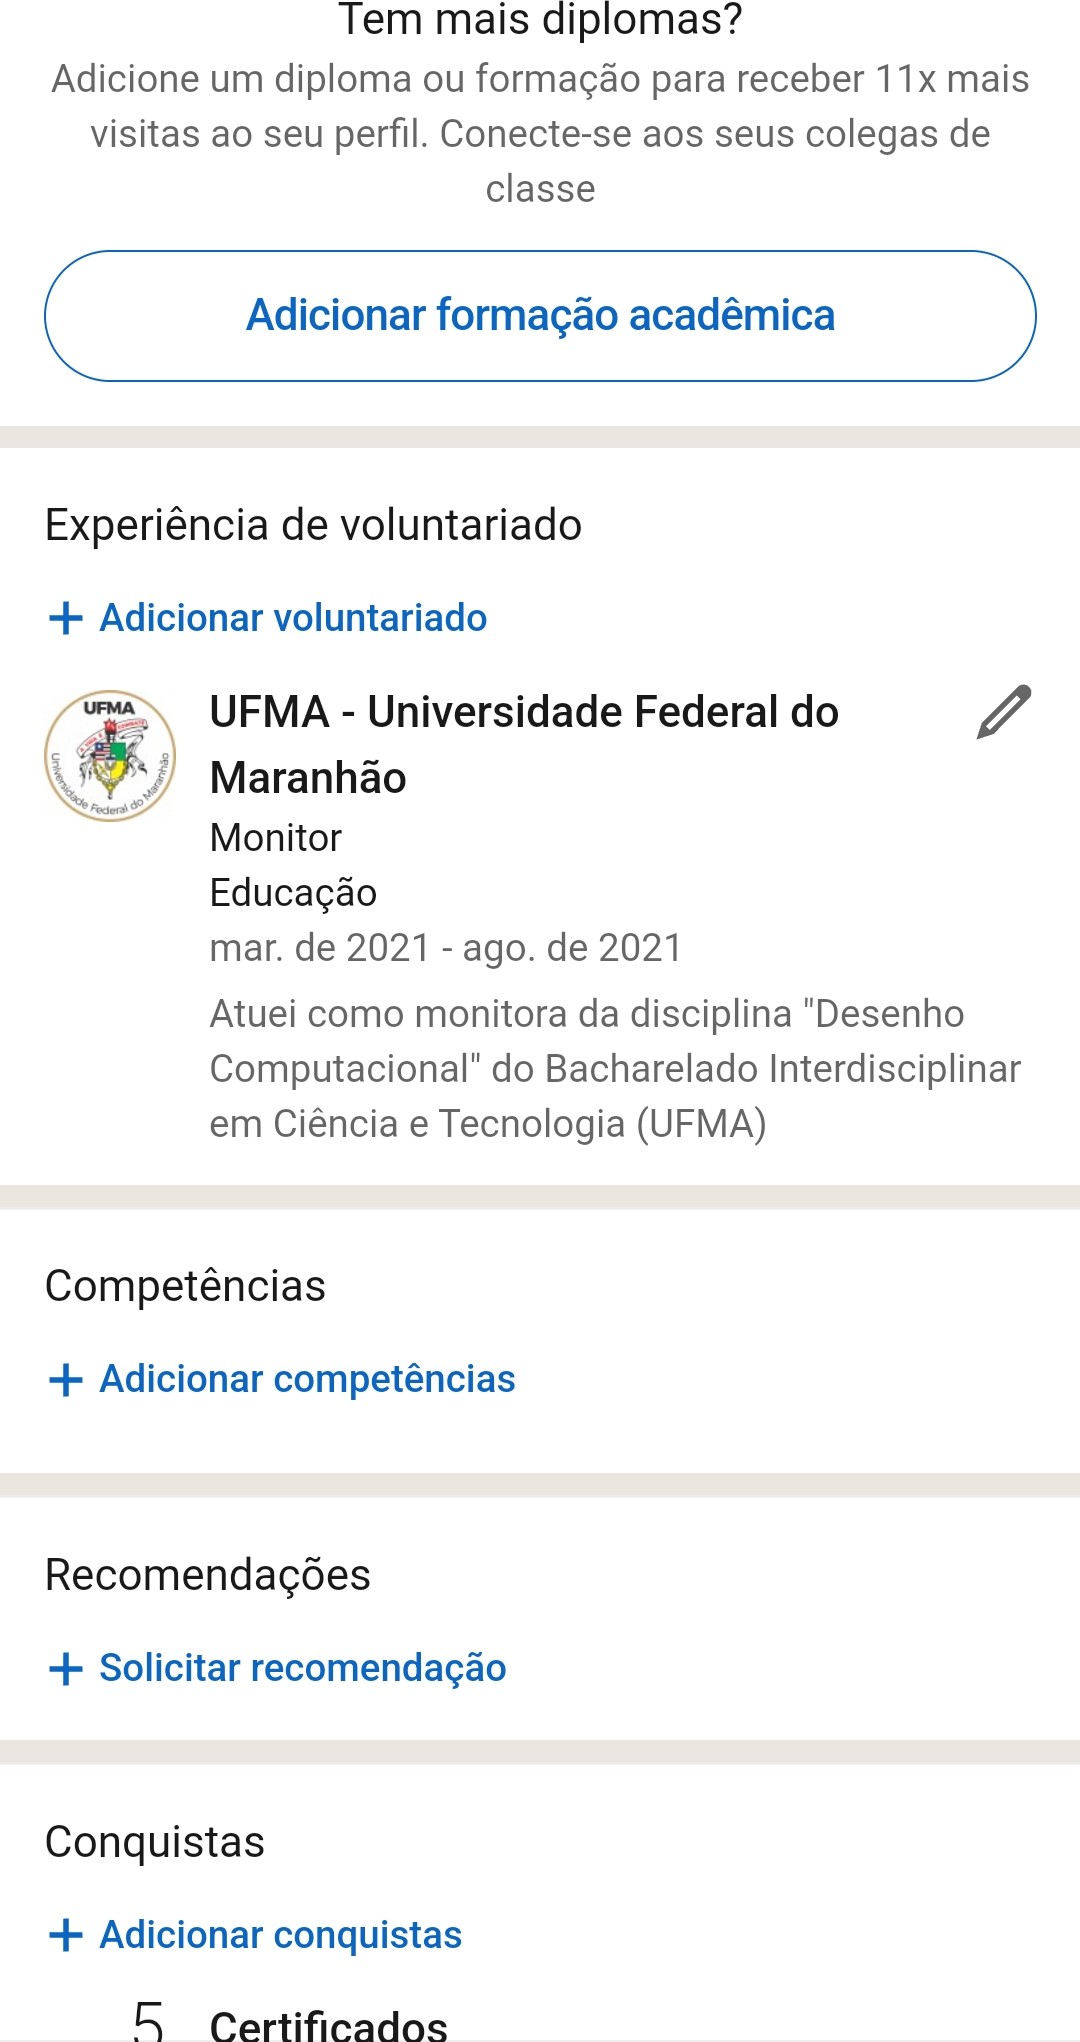 Tem mais diplomas?
Adicione um diploma ou formação para receber 11x mais
visitas ao seu perfil. Conecte-se aos seus colegas de
classe
Adicionar formação acadêmica
Experiência de voluntariado
+ Adicionar voluntariado
UFMA
Universidade Federal do Maranhão
UFMA - Universidade Federal do
Maranhão
Monitor
Educação
mar. de 2021 - ago. de 2021
Atuei como monitora da disciplina "Desenho
Computacional" do Bacharelado Interdisciplinar
em Ciência e Tecnologia (UFMA)
Competências
+ Adicionar competências
Recomendações
+ Solicitar recomendação
Conquistas
+ Adicionar conquistas
5 Certificados